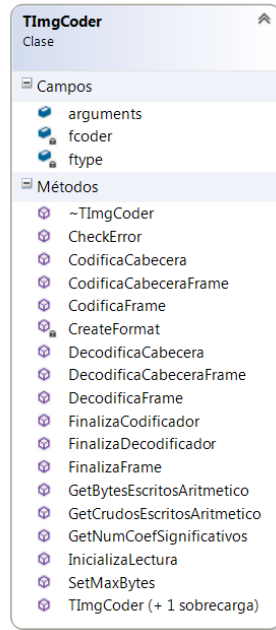 TImgCoder
Clase
Campos
arguments
fcoder
ftype
Métodos
~TImgCoder
CheckError
CodificaCabecera
CodificaCabeceraFrame
CodificaFrame
CreateFormat
DecodificaCabecera
DecodificaCabeceraFrame
DecodificaFrame
FinalizaCodificador
FinalizaDecodificador
FinalizaFrame
GetBytesEscritosAritmetico
GetCrudosEscritosAritmetico
GetNumCoefSignificativos
InicializaLectura
SetMaxBytes
TImgCoder (+ 1 sobrecarga)